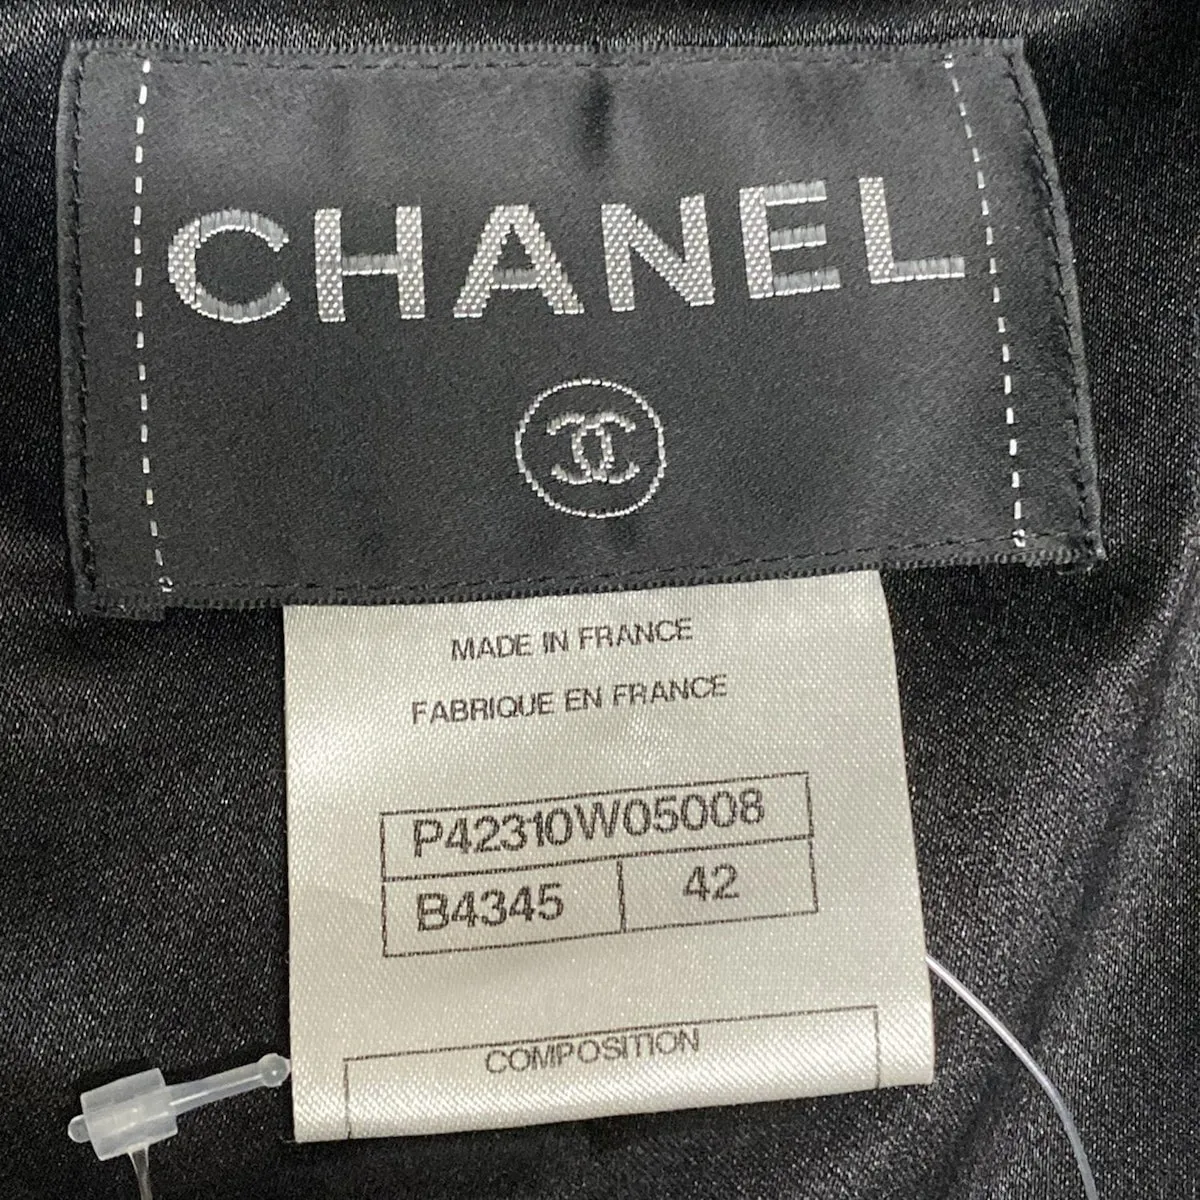 CHANEL
MADE IN FRANCE
FABRIQUE EN FRANCE
P42310W05008
B4345 42
COMPOSITION